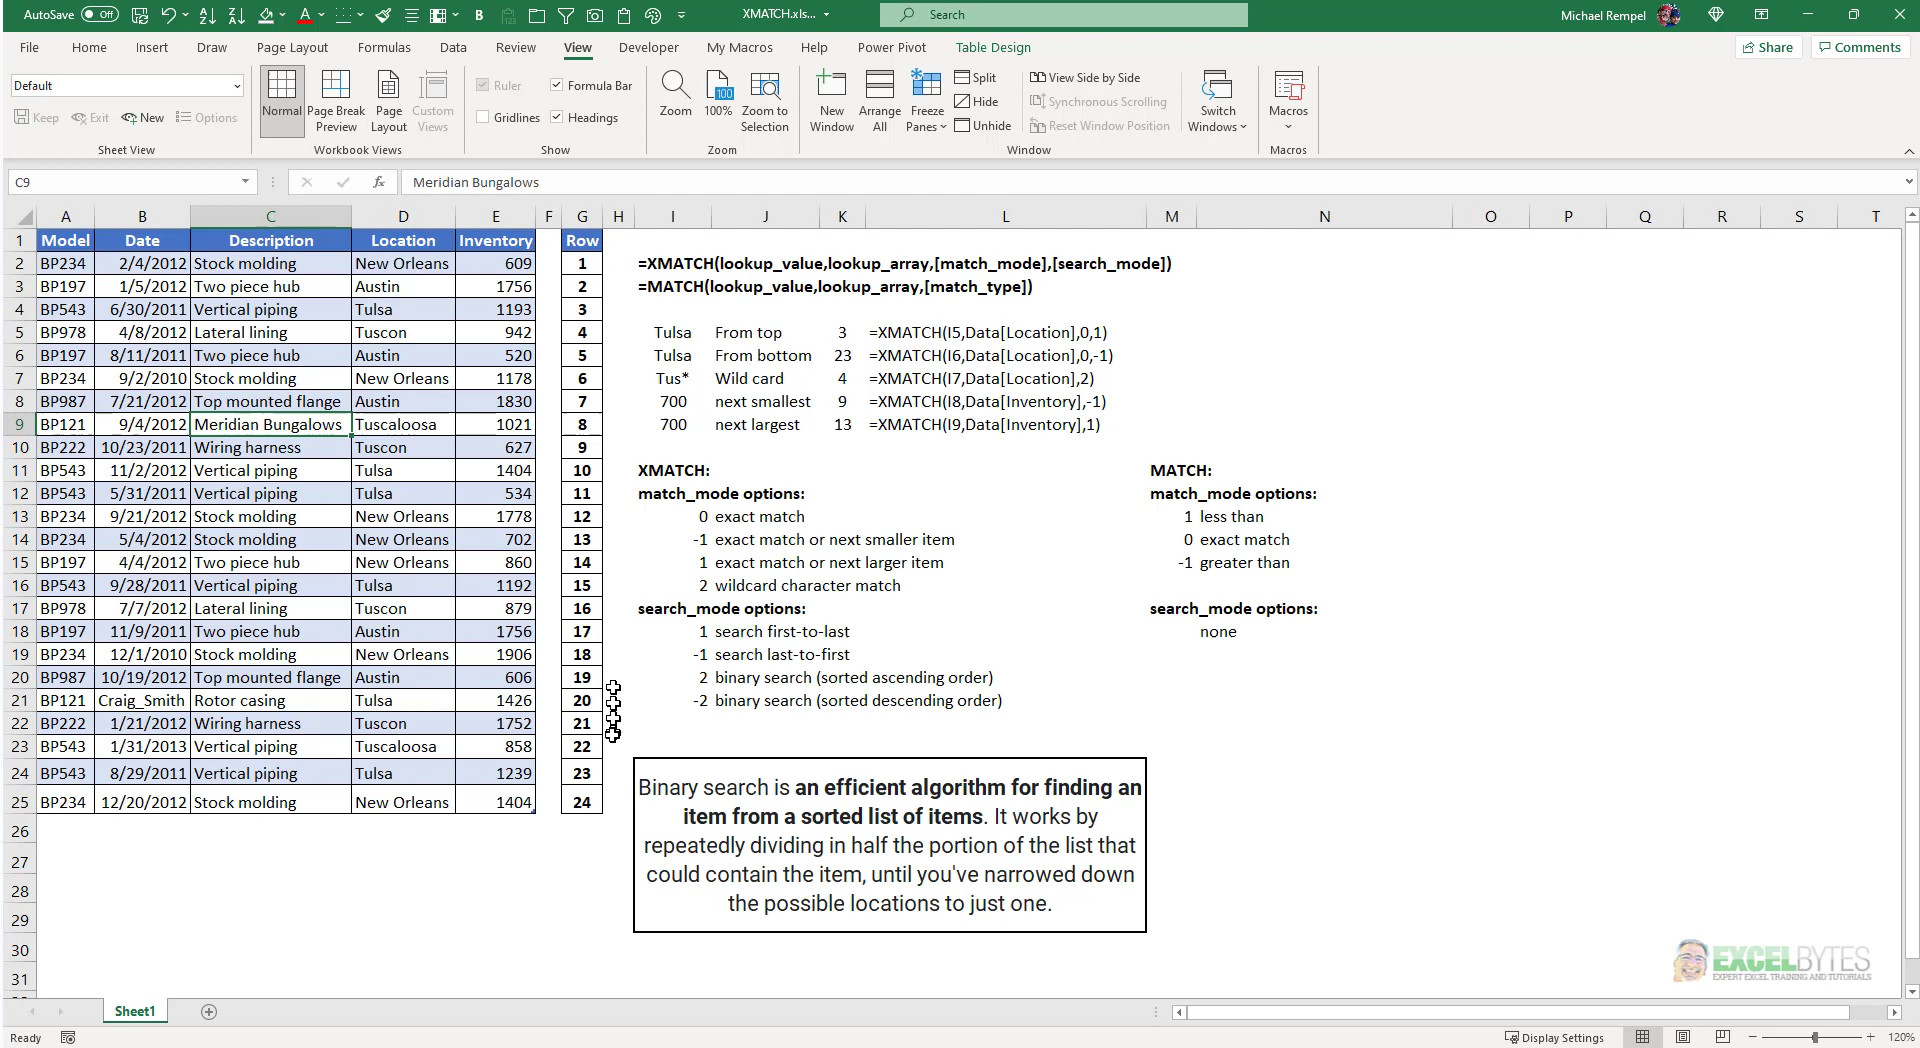 AutoSave Off XMATCH.xls... Search Michael Rempel
File Home Insert Draw Page Layout Formulas Data Review View Developer My Macros Help Power Pivot Table Design Share Comments
Default
Keep Exit New Options
Sheet View
Normal Page Break Preview Page Layout Custom Views
Workbook Views
Ruler Formula Bar
Gridlines Headings
Show
Zoom 100% Zoom to Selection
Zoom
New Window Arrange All Freeze Panes
Split
Hide
Unhide
View Side by Side
Synchronous Scrolling
Reset Window Position
Switch Windows
Window
Macros
Macros
C9 fx Meridian Bungalows
A B C D E F G H I J K L M N O P Q R S T
1 Model Date Description Location Inventory Row
2 BP234 2/4/2012 Stock molding New Orleans 609 1 =XMATCH(lookup_value,lookup_array,[match_mode],[search_mode])
3 BP197 1/5/2012 Two piece hub Austin 1756 2 =MATCH(lookup_value,lookup_array,[match_type])
4 BP543 6/30/2011 Vertical piping Tulsa 1193 3
5 BP978 4/8/2012 Lateral lining Tuscon 942 4 Tulsa From top 3 =XMATCH(I5,Data[Location],0,1)
6 BP197 8/11/2011 Two piece hub Austin 520 5 Tulsa From bottom 23 =XMATCH(I6,Data[Location],0,-1)
7 BP234 9/2/2010 Stock molding New Orleans 1178 6 Tus* Wild card 4 =XMATCH(I7,Data[Location],2)
8 BP987 7/21/2012 Top mounted flange Austin 1830 7 700 next smallest 9 =XMATCH(I8,Data[Inventory],-1)
9 BP121 9/4/2012 Meridian Bungalows Tuscaloosa 1021 8 700 next largest 13 =XMATCH(I9,Data[Inventory],1)
10 BP222 10/23/2011 Wiring harness Tuscon 627 9
11 BP543 11/2/2012 Vertical piping Tulsa 1404 10 XMATCH: MATCH:
12 BP543 5/31/2011 Vertical piping Tulsa 534 11 match_mode options: match_mode options:
13 BP234 9/21/2012 Stock molding New Orleans 1778 12 0 exact match 1 less than
14 BP234 5/4/2012 Stock molding New Orleans 702 13 -1 exact match or next smaller item 0 exact match
15 BP197 4/4/2012 Two piece hub New Orleans 860 14 1 exact match or next larger item -1 greater than
16 BP543 9/28/2011 Vertical piping Tulsa 1192 15 2 wildcard character match
17 BP978 7/7/2012 Lateral lining Tuscon 879 16 search_mode options: search_mode options:
18 BP197 11/9/2011 Two piece hub Austin 1756 17 1 search first-to-last none
19 BP234 12/1/2010 Stock molding New Orleans 1906 18 -1 search last-to-first
20 BP987 10/19/2012 Top mounted flange Austin 606 19 2 binary search (sorted ascending order)
21 BP121 Craig_Smith Rotor casing Tulsa 1426 20 -2 binary search (sorted descending order)
22 BP222 1/21/2012 Wiring harness Tuscon 1752 21
23 BP543 1/31/2013 Vertical piping Tuscaloosa 858 22
24 BP543 8/29/2011 Vertical piping Tulsa 1239 23
25 BP234 12/20/2012 Stock molding New Orleans 1404 24
26
27
28
29
30
31
Binary search is an efficient algorithm for finding an
item from a sorted list of items. It works by
repeatedly dividing in half the portion of the list that
could contain the item, until you've narrowed down
the possible locations to just one.
EXCELBYTES
EXPERT EXCEL TRAINING AND TUTORIALS
Sheet1
Ready Display Settings 120%